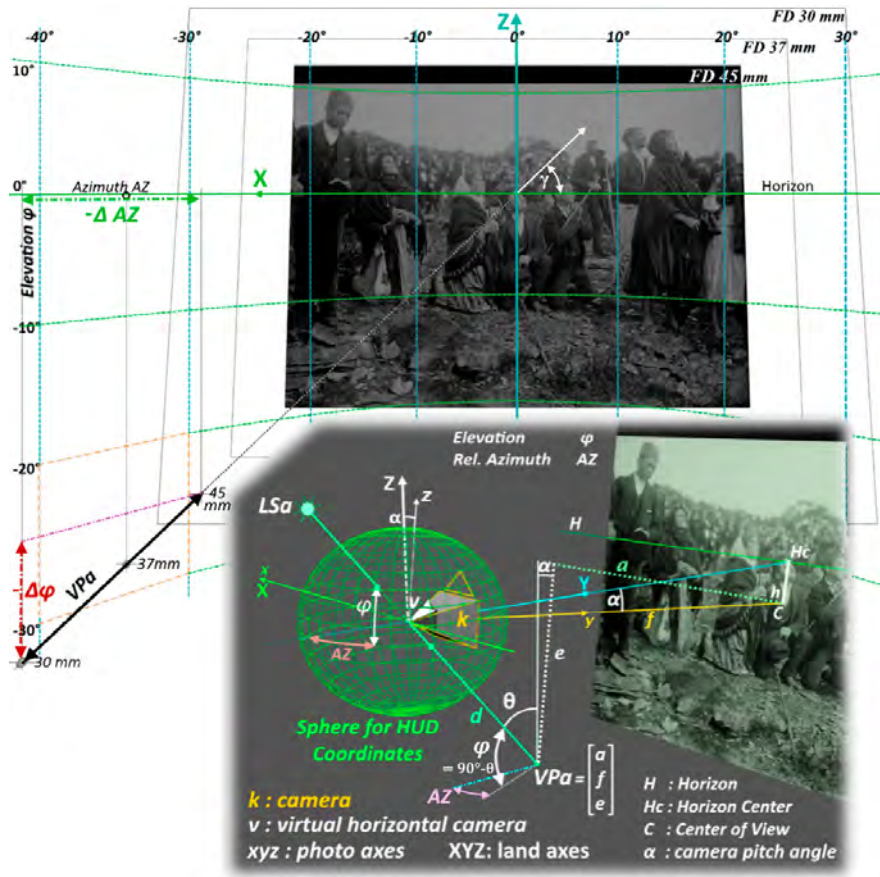 FD 30 mm
Z
-40° -30° -20° -10° 0° 10° 20° 30°
FD 37 mm
10°
FD 45 mm
γ
0°
Azimuth AZ
X
Horizon
-Δ AZ
Elevation φ
-10°
-20°
45 mm
VPa
37mm
-Δφ
-30°
30 mm
Elevation φ
Rel. Azimuth AZ
Z
z
LSa
α
H
Hc
x
X
α
a
Y
v
φ
k
α
h
y
f
C
AZ
e
Sphere for HUD
Coordinates
d
θ
φ
= 90°-θ
AZ
VPa = [a f e]
k : camera
v : virtual horizontal camera
xyz : photo axes XYZ: land axes
H : Horizon
Hc : Horizon Center
C : Center of View
α : camera pitch angle